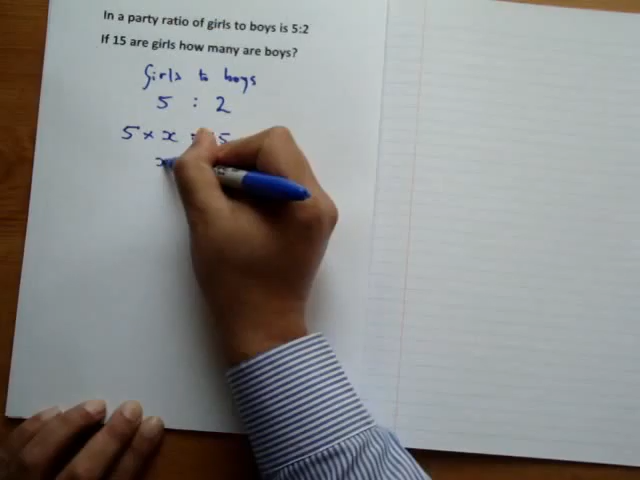 In a party ratio of girls to boys is 5:2
If 15 are girls how many are boys?
Girls to boys
5 : 2
5 × x = 5
x